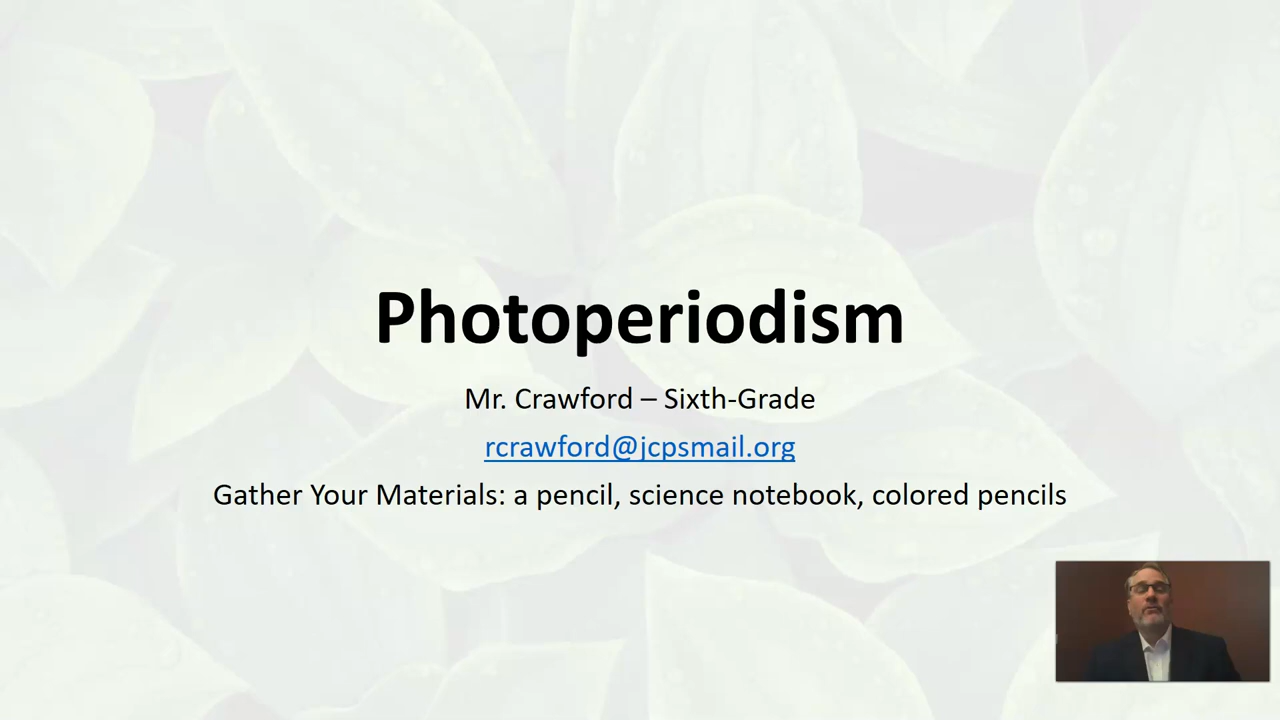 Photoperiodism
Mr. Crawford – Sixth-Grade
rcrawford@jcpsmail.org
Gather Your Materials: a pencil, science notebook, colored pencils